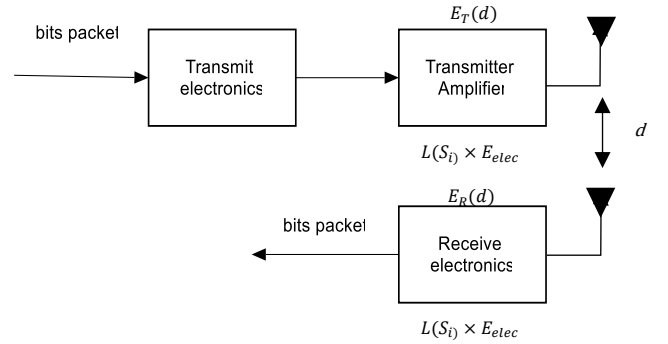 E_T(d)
bits packet
Transmit
electronics
Transmitter
Amplifier
d
L(S_i) × E_elec
E_R(d)
bits packet
Receive
electronics
L(S_i) × E_elec